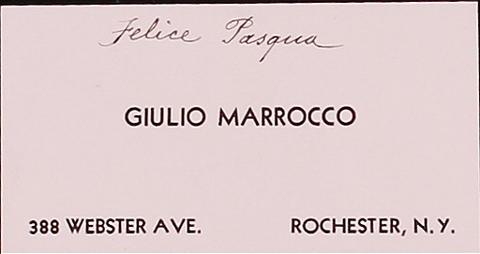 Felice Pasqua
GIULIO MARROCCO
388 WEBSTER AVE. ROCHESTER, N.Y.